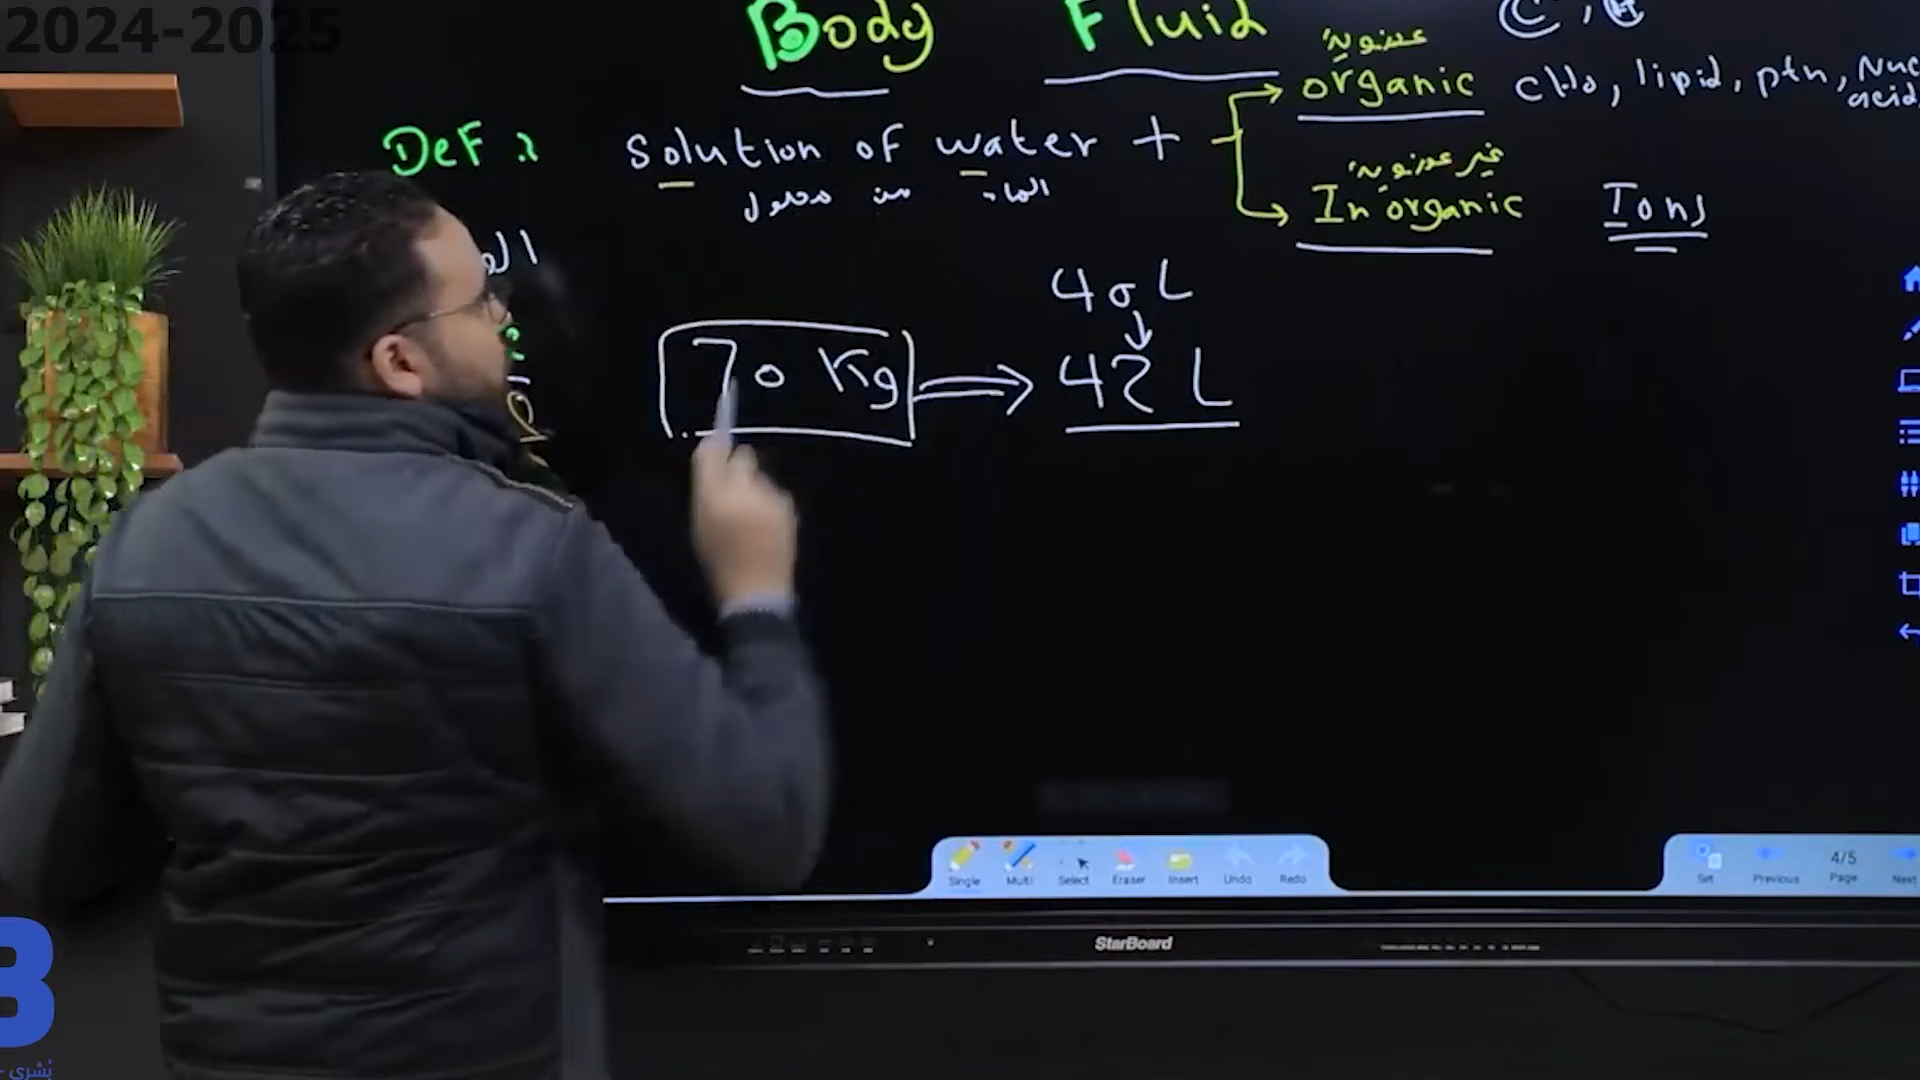 2024-2025
Body Fluid
عضوية
organic cHo, lipid, ptn, Nuc
acid
Def : Solution of water +
محلول من الماء
غير عضوية
Inorganic Ions
40 L
70 Kg ⇒ 42 L
Single Multi Select Eraser Insert Undo Redo
Set Previous 4/5 Page Next
StarBoard
B
بُشرى